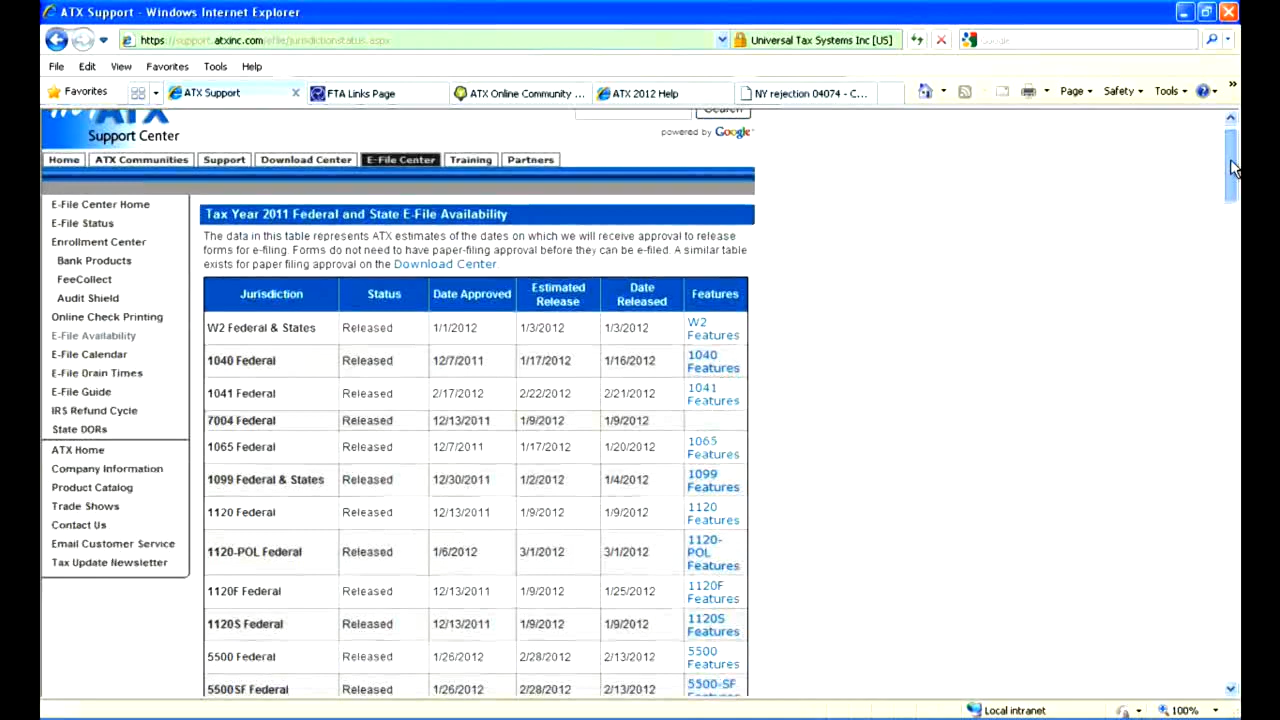 ATX Support - Windows Internet Explorer
https://support.atxinc.com/efile/jurisdictionstatus.aspx
Universal Tax Systems Inc [US]
Google
File Edit View Favorites Tools Help
Favorites
ATX Support
FTA Links Page
ATX Online Community ...
ATX 2012 Help
NY rejection 04074 - C...
Page Safety Tools
ATX
Support Center
Search
powered by Google
Home ATX Communities Support Download Center E-File Center Training Partners
E-File Center Home
E-File Status
Enrollment Center
Bank Products
FeeCollect
Audit Shield
Online Check Printing
E-File Availability
E-File Calendar
E-File Drain Times
E-File Guide
IRS Refund Cycle
State DORs
ATX Home
Company Information
Product Catalog
Trade Shows
Contact Us
Email Customer Service
Tax Update Newsletter
Tax Year 2011 Federal and State E-File Availability
The data in this table represents ATX estimates of the dates on which we will receive approval to release
forms for e-filing. Forms do not need to have paper-filing approval before they can be e-filed. A similar table
exists for paper filing approval on the Download Center.
Jurisdiction Status Date Approved Estimated Release Date Released Features
W2 Federal & States Released 1/1/2012 1/3/2012 1/3/2012 W2 Features
1040 Federal Released 12/7/2011 1/17/2012 1/16/2012 1040 Features
1041 Federal Released 2/17/2012 2/22/2012 2/21/2012 1041 Features
7004 Federal Released 12/13/2011 1/9/2012 1/9/2012
1065 Federal Released 12/7/2011 1/17/2012 1/20/2012 1065 Features
1099 Federal & States Released 12/30/2011 1/2/2012 1/4/2012 1099 Features
1120 Federal Released 12/13/2011 1/9/2012 1/9/2012 1120 Features
1120-POL Federal Released 1/6/2012 3/1/2012 3/1/2012 1120-POL Features
1120F Federal Released 12/13/2011 1/9/2012 1/25/2012 1120F Features
1120S Federal Released 12/13/2011 1/9/2012 1/9/2012 1120S Features
5500 Federal Released 1/26/2012 2/28/2012 2/13/2012 5500 Features
5500SF Federal Released 1/26/2012 2/28/2012 2/13/2012 5500-SF Features
Local intranet
100%